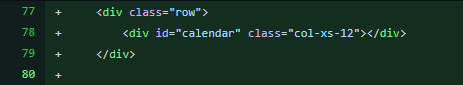 77 +     <div class="row">
78 +         <div id="calendar" class="col-xs-12"></div>
79 +     </div>
80 +